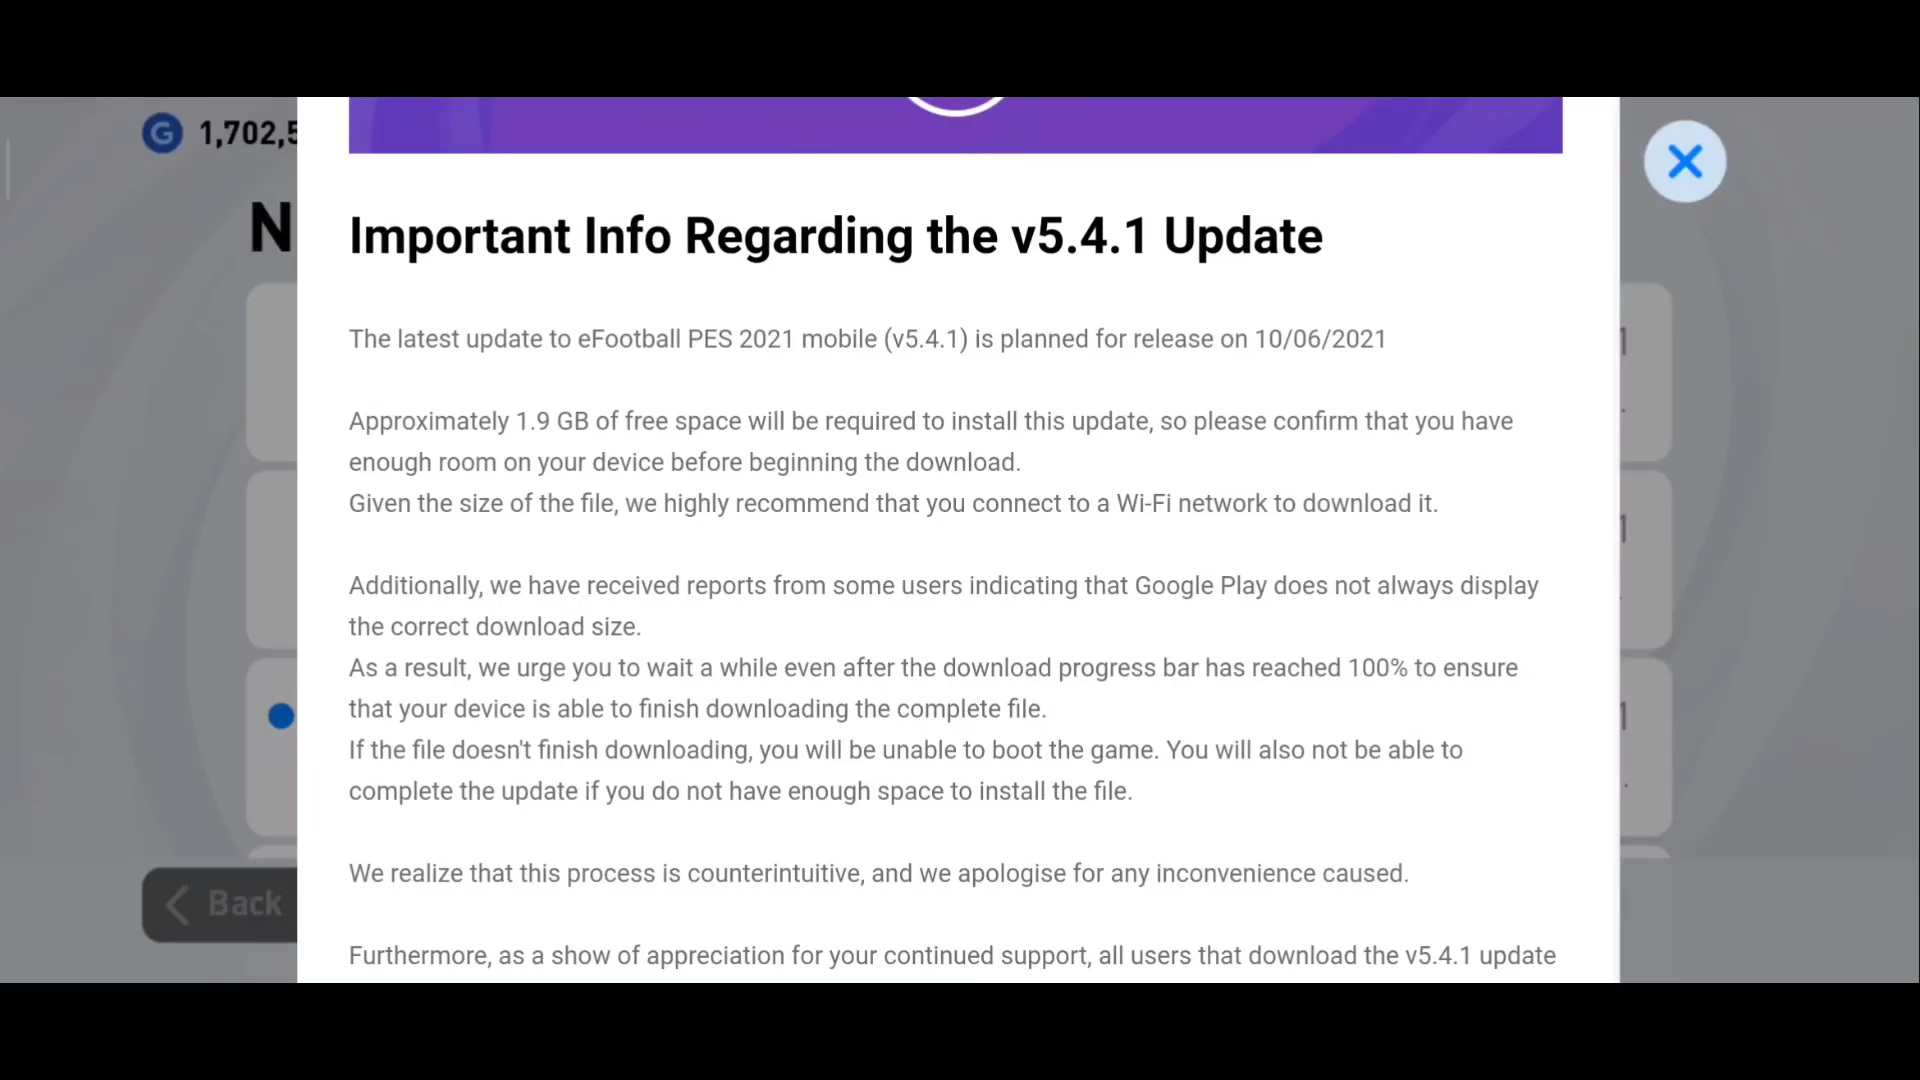 G 1,702,5
N
Important Info Regarding the v5.4.1 Update
The latest update to eFootball PES 2021 mobile (v5.4.1) is planned for release on 10/06/2021
Approximately 1.9 GB of free space will be required to install this update, so please confirm that you have
enough room on your device before beginning the download.
Given the size of the file, we highly recommend that you connect to a Wi-Fi network to download it.
Additionally, we have received reports from some users indicating that Google Play does not always display
the correct download size.
As a result, we urge you to wait a while even after the download progress bar has reached 100% to ensure
that your device is able to finish downloading the complete file.
If the file doesn't finish downloading, you will be unable to boot the game. You will also not be able to
complete the update if you do not have enough space to install the file.
We realize that this process is counterintuitive, and we apologise for any inconvenience caused.
Furthermore, as a show of appreciation for your continued support, all users that download the v5.4.1 update
Back